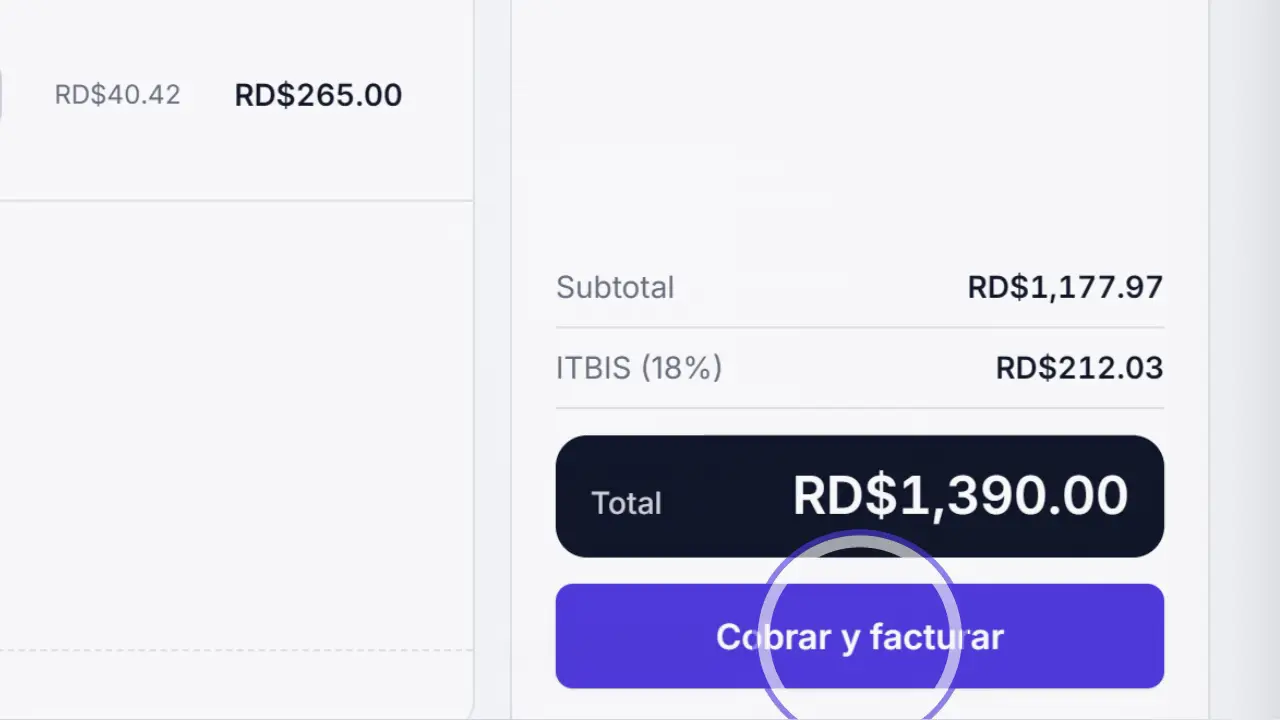 RD$40.42 RD$265.00
Subtotal RD$1,177.97
ITBIS (18%) RD$212.03
Total RD$1,390.00
Cobrar y facturar